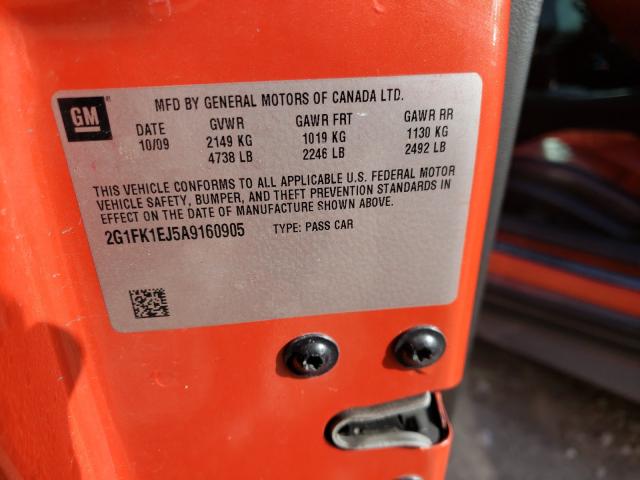 GM
MFD BY GENERAL MOTORS OF CANADA LTD.
DATE GVWR GAWR FRT GAWR RR
10/09 2149 KG 1019 KG 1130 KG
4738 LB 2246 LB 2492 LB
THIS VEHICLE CONFORMS TO ALL APPLICABLE U.S. FEDERAL MOTOR
VEHICLE SAFETY, BUMPER, AND THEFT PREVENTION STANDARDS IN
EFFECT ON THE DATE OF MANUFACTURE SHOWN ABOVE.
2G1FK1EJ5A9160905 TYPE: PASS CAR